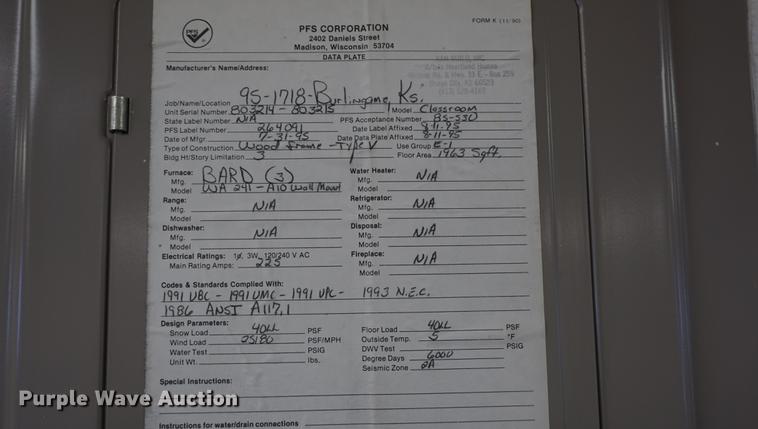 PFS
FORM K (11/90)
PFS CORPORATION
2402 Daniels Street
Madison, Wisconsin 53704
DATA PLATE
Manufacturer's Name/Address:
Job/Name/Location 95-1718-Burlingame, Ks.
Unit Serial Number 803214 - 803215 Model Classroom
State Label Number N/A PFS Acceptance Number BS-530
PFS Label Number 264091 Date Label Affixed 8-11-95
Date of Mfgr. 7-31-95 Date Data Plate Affixed 8-11-95
Type of Construction Wood frame - Type V Use Group E-1
Bldg Ht/Story Limitation 3 Floor Area 1963 Sqft.
Furnace: BARD (3) Water Heater: N/A
Mfg. Mfg.
Model WA 241 - A10 Wall Mount Model
Range: Refrigerator:
Mfg. N/A Mfg. N/A
Model Model
Dishwasher: Disposal:
Mfg. N/A Mfg. N/A
Model Model
Electrical Ratings: 1ø, 3W, 120/240 V AC Fireplace:
Main Rating Amps: 225 Mfg. N/A
Model
Codes & Standards Complied With:
1991 UBC - 1991 UMC - 1991 UPC - 1993 N.E.C.
1986 ANSI A117.1
Design Parameters:
Snow Load 40LL PSF Floor Load 40LL PSF
Wind Load 25/80 PSF/MPH Outside Temp. 5 °F
Water Test PSIG DWV Test PSIG
Unit Wt. lbs. Degree Days 6000
Seismic Zone 2A
Special Instructions:
Instructions for water/drain connections
Purple Wave Auction